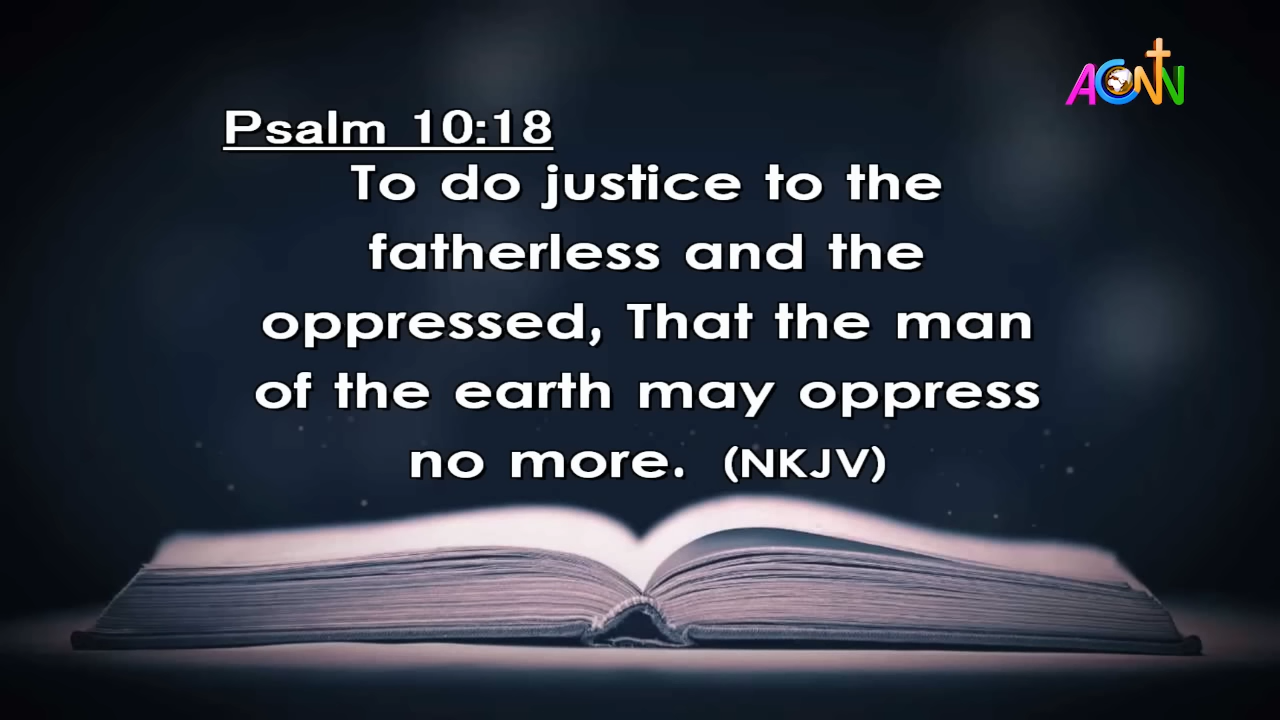 ACNN
Psalm 10:18
To do justice to the
fatherless and the
oppressed, That the man
of the earth may oppress
no more. (NKJV)